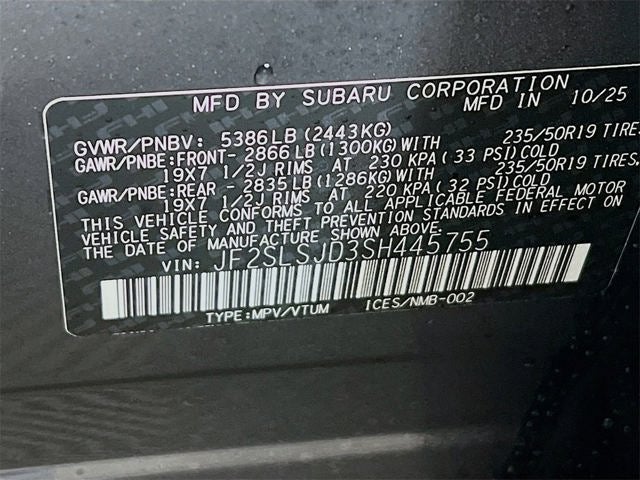 MFD BY SUBARU CORPORATION
MFD IN 10/25
GVWR/PNBV: 5386LB (2443KG)
GAWR/PNBE:FRONT- 2866LB (1300KG)WITH 235/50R19 TIRES,
19X7 1/2J RIMS AT 230 KPA (33 PSI)COLD
GAWR/PNBE:REAR - 2835LB (1286KG)WITH 235/50R19 TIRES,
19X7 1/2J RIMS AT 220 KPA (32 PSI)COLD
THIS VEHICLE CONFORMS TO ALL APPLICABLE FEDERAL MOTOR
VEHICLE SAFETY AND THEFT PREVENTION STANDARDS IN EFFECT ON
THE DATE OF MANUFACTURE SHOWN ABOVE.
VIN: JF2SLSJD3SH445755
TYPE:MPV/VTUM ICES/NMB-002